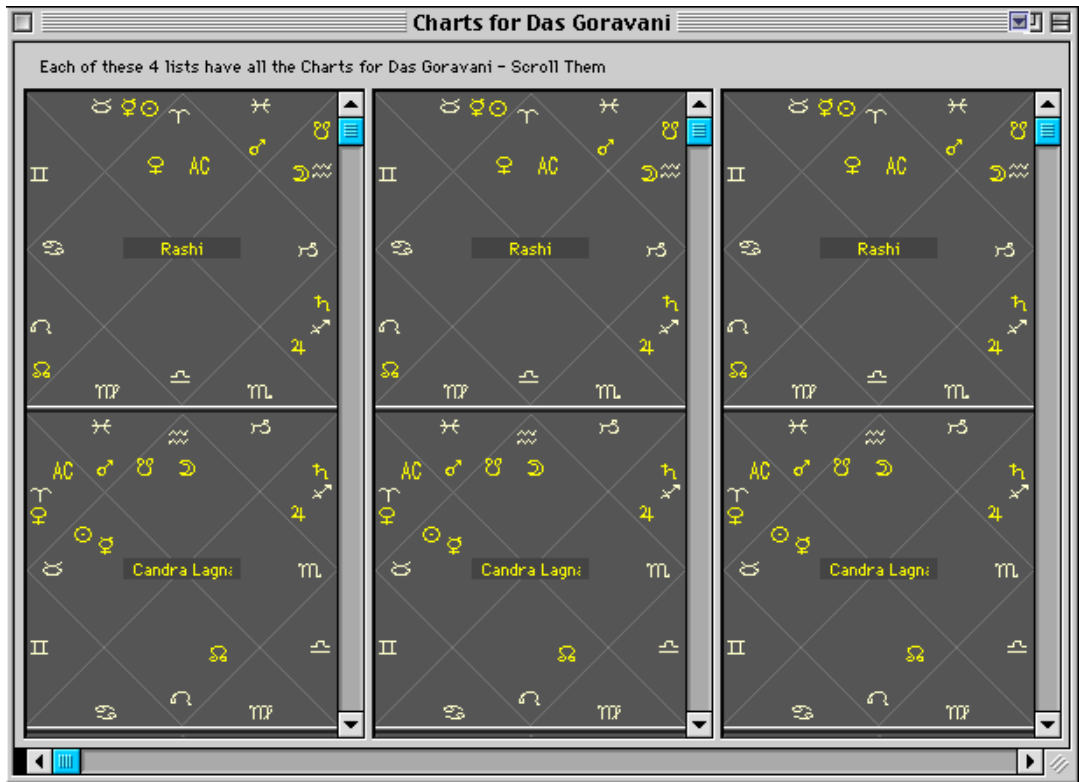 Charts for Das Goravani
Each of these 4 lists have all the Charts for Das Goravani - Scroll Them
♉ ☿ ☉ ♈ ♓ ☋
♂
♊ ♀ AC ☽ ♒
♋ Rashi ♑
♄
♌ ♐
♃
☊ ♍ ♎ ♏
♉ ☿ ☉ ♈ ♓ ☋
♂
♊ ♀ AC ☽ ♒
♋ Rashi ♑
♄
♌ ♐
♃
☊ ♍ ♎ ♏
♉ ☿ ☉ ♈ ♓ ☋
♂
♊ ♀ AC ☽ ♒
♋ Rashi ♑
♄
♌ ♐
♃
☊ ♍ ♎ ♏
♓ ♒ ♑
AC ♂ ☋ ☽ ♄
♈ ♐
♀ ♃
☉ ☿
♉ Candra Lagna ♏
♊ ☊ ♎
♋ ♌ ♍
♓ ♒ ♑
AC ♂ ☋ ☽ ♄
♈ ♐
♀ ♃
☉ ☿
♉ Candra Lagna ♏
♊ ☊ ♎
♋ ♌ ♍
♓ ♒ ♑
AC ♂ ☋ ☽ ♄
♈ ♐
♀ ♃
☉ ☿
♉ Candra Lagna ♏
♊ ☊ ♎
♋ ♌ ♍